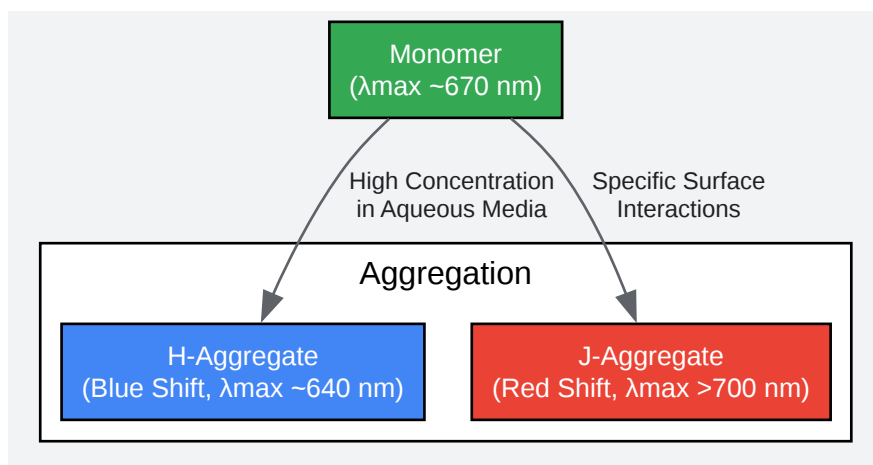 Monomer
(λmax ~670 nm)
High Concentration
in Aqueous Media
Specific Surface
Interactions
Aggregation
H-Aggregate
(Blue Shift, λmax ~640 nm)
J-Aggregate
(Red Shift, λmax >700 nm)